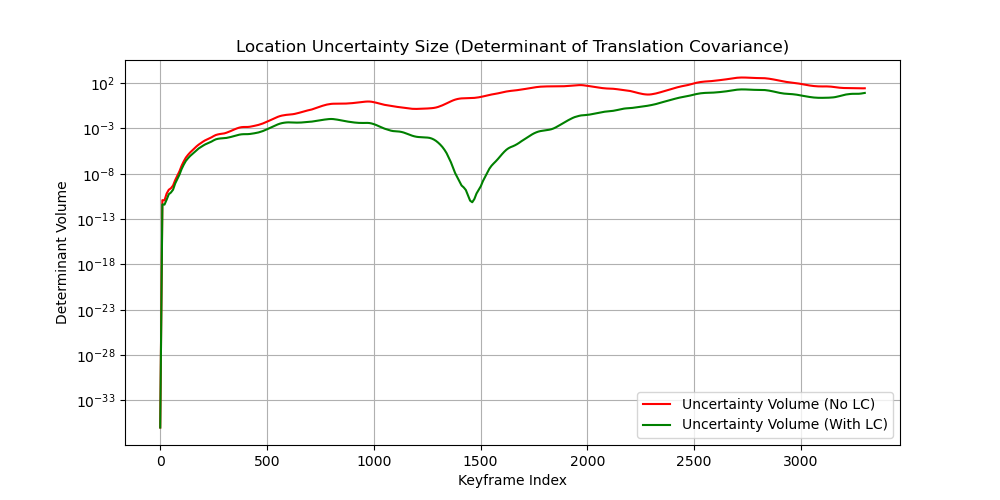 Location Uncertainty Size (Determinant of Translation Covariance)
Determinant Volume
10²
10⁻³
10⁻⁸
10⁻¹³
10⁻¹⁸
10⁻²³
10⁻²⁸
10⁻³³
Uncertainty Volume (No LC)
Uncertainty Volume (With LC)
0 500 1000 1500 2000 2500 3000
Keyframe Index